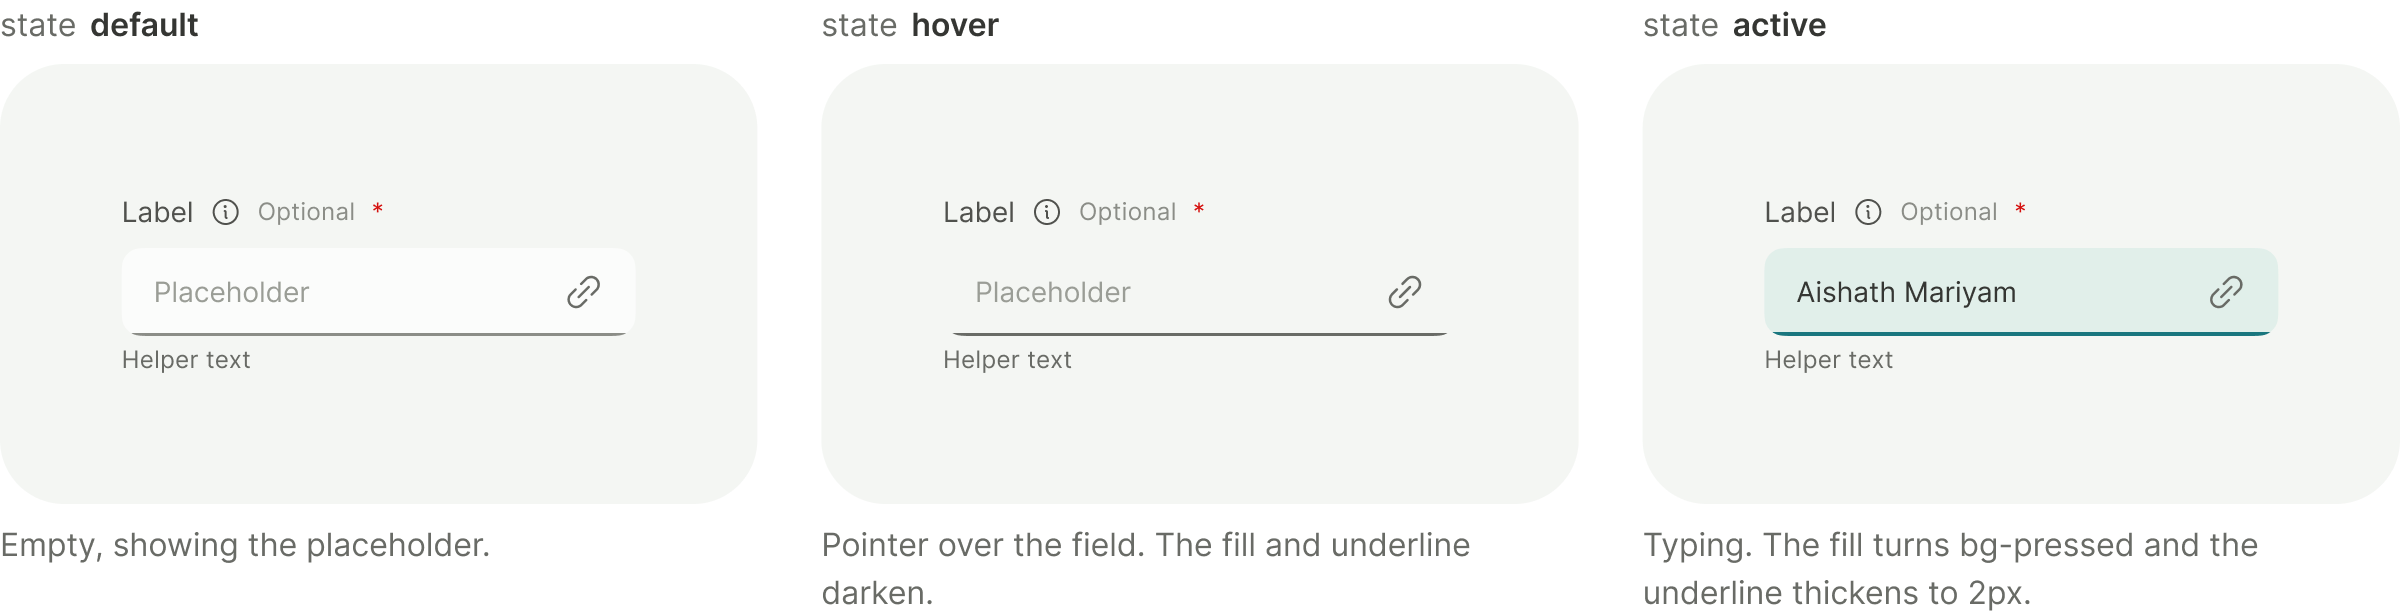 state default
Label Optional *
Placeholder
Helper text
Empty, showing the placeholder.
state hover
Label Optional *
Placeholder
Helper text
Pointer over the field. The fill and underline
darken.
state active
Label Optional *
Aishath Mariyam
Helper text
Typing. The fill turns bg-pressed and the
underline thickens to 2px.